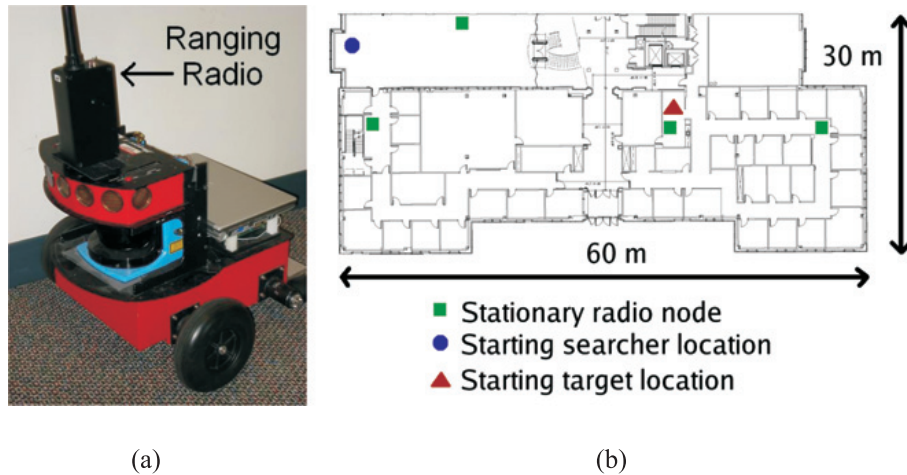 Ranging
Radio
30 m
60 m
Stationary radio node
Starting searcher location
Starting target location
(a)
(b)